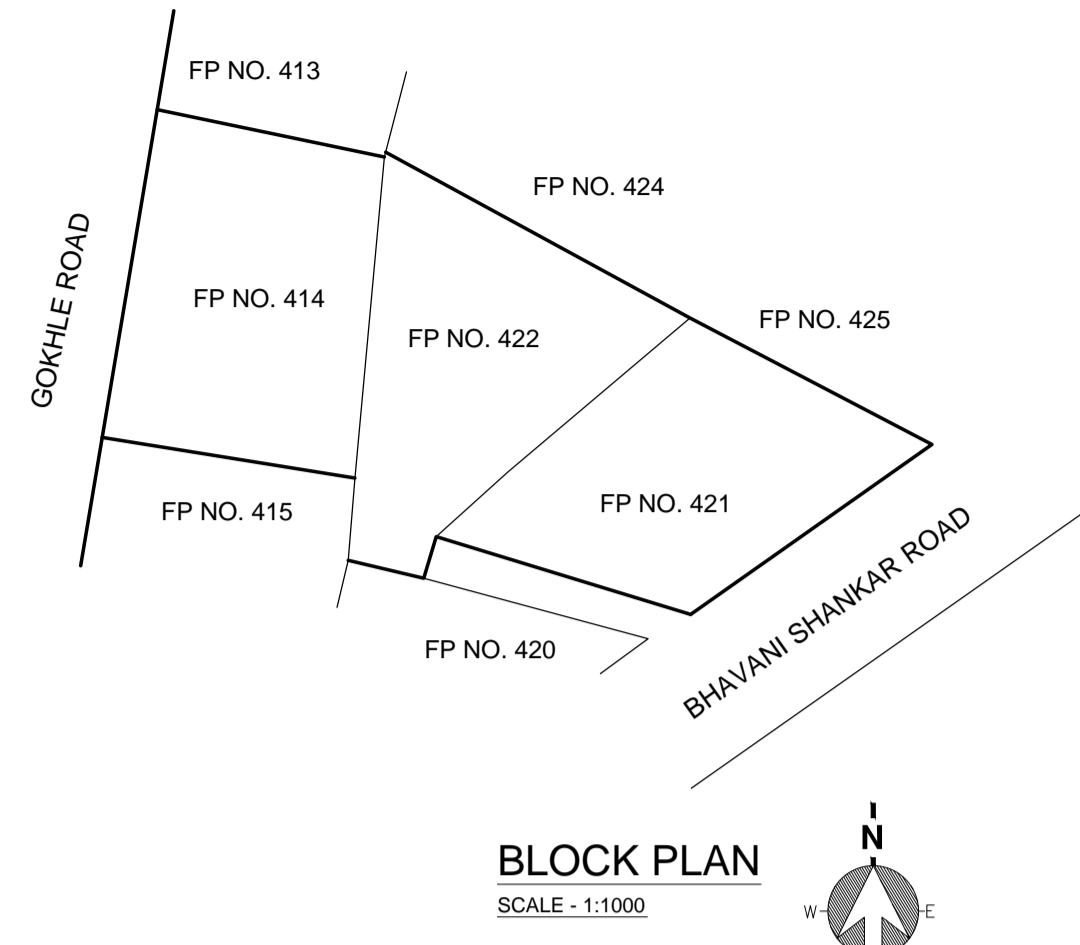 FP NO. 413
FP NO. 424
GOKHLE ROAD
FP NO. 414
FP NO. 425
FP NO. 422
FP NO. 421
FP NO. 415
BHAVANI SHANKAR ROAD
FP NO. 420
BLOCK PLAN
SCALE - 1:1000
N
W
E